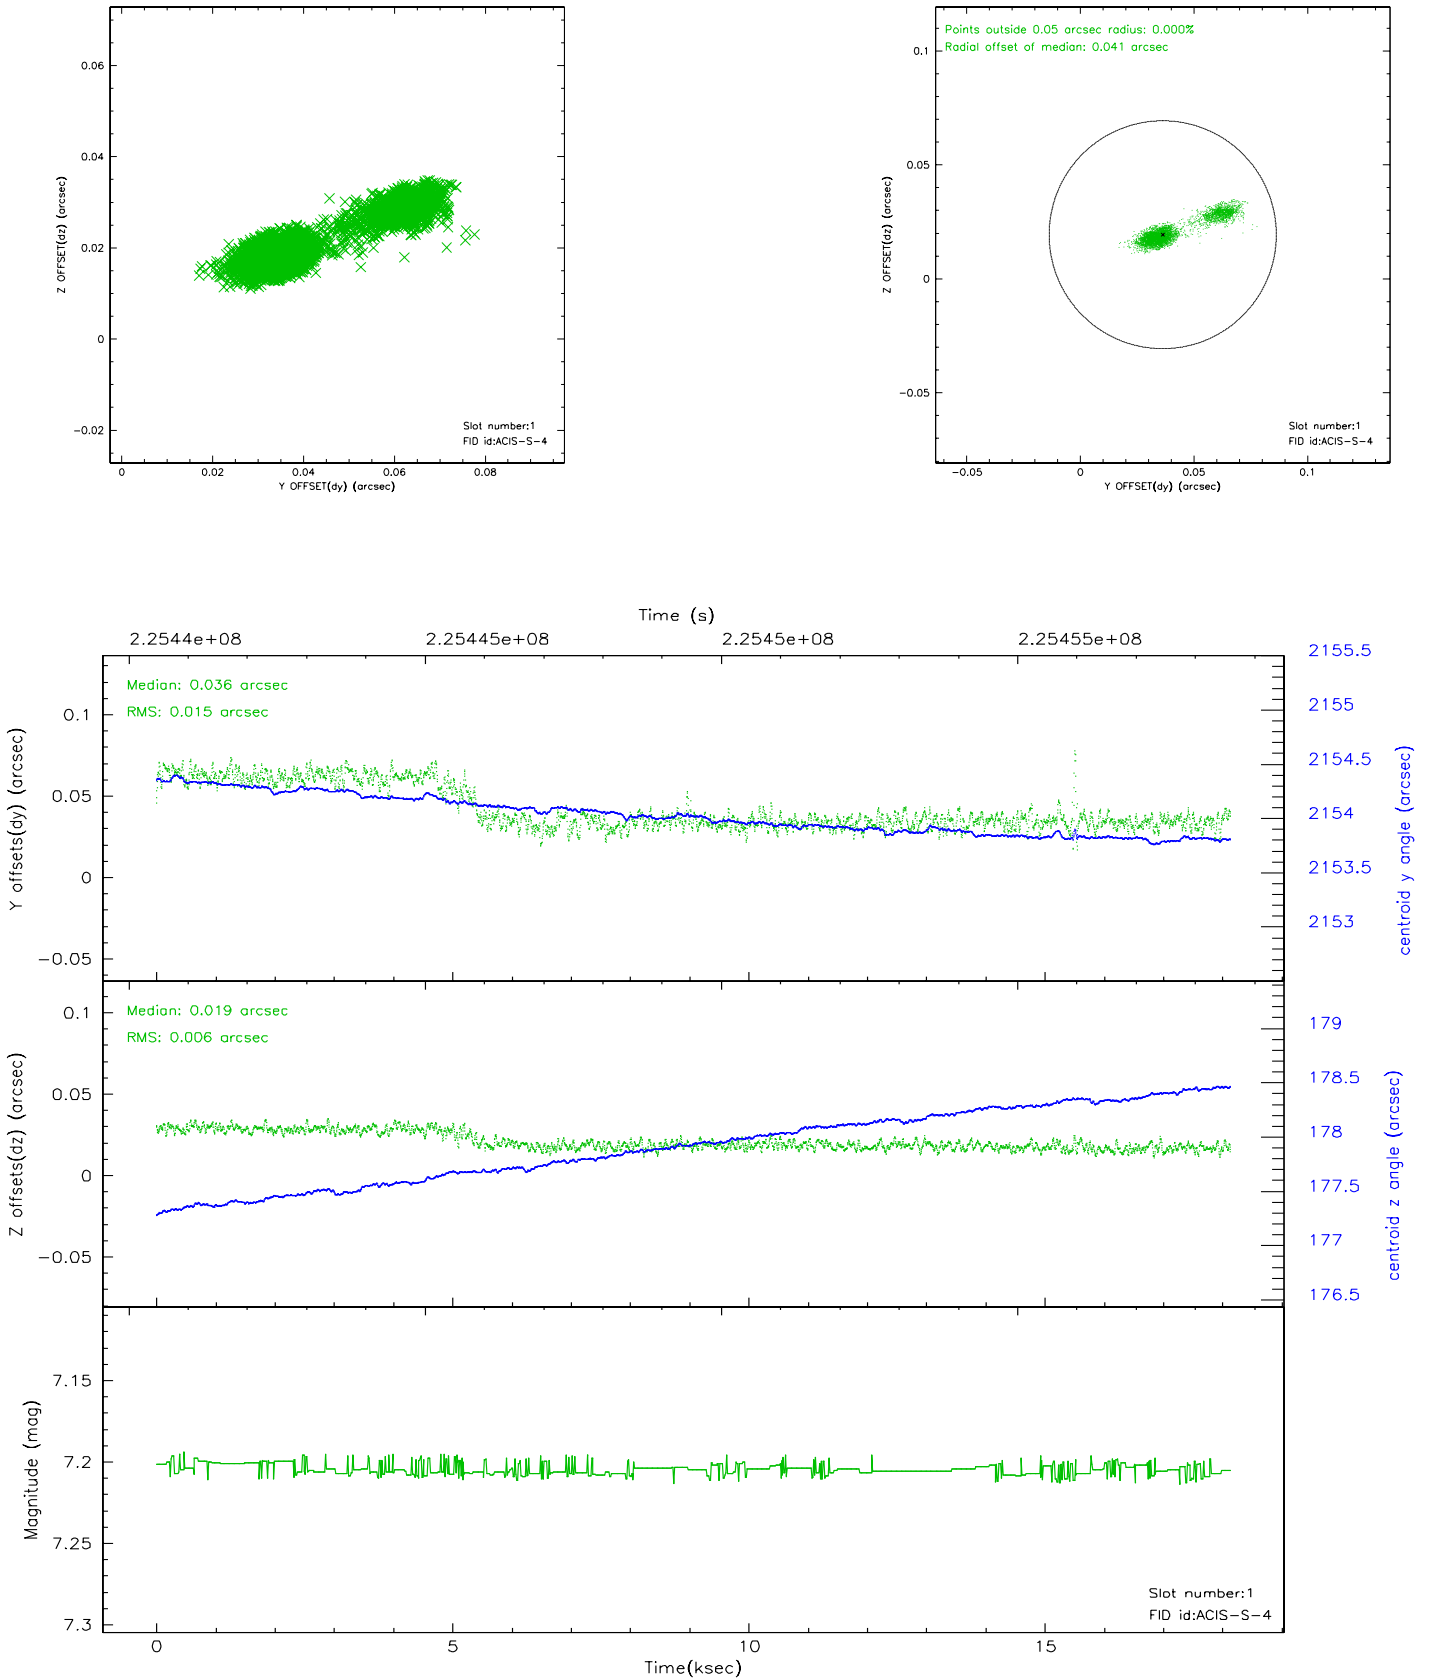 0.06
0.04
0.02
0
−0.02
Z OFFSET(dz) (arcsec)
Slot number:1
FID id:ACIS−S−4
0 0.02 0.04 0.06 0.08
Y OFFSET(dy) (arcsec)
Points outside 0.05 arcsec radius: 0.000%
Radial offset of median: 0.041 arcsec
0.1
0.05
0
−0.05
Z OFFSET(dz) (arcsec)
Slot number:1
FID id:ACIS−S−4
−0.05 0 0.05 0.1
Y OFFSET(dy) (arcsec)
Time (s)
2.2544e+08 2.25445e+08 2.2545e+08 2.25455e+08
Median: 0.036 arcsec
RMS: 0.015 arcsec
0.1
0.05
0
−0.05
Y offsets(dy) (arcsec)
2155.5
2155
2154.5
2154
2153.5
2153
centroid y angle (arcsec)
Median: 0.019 arcsec
RMS: 0.006 arcsec
0.1
0.05
0
−0.05
Z offsets(dz) (arcsec)
179
178.5
178
177.5
177
176.5
centroid z angle (arcsec)
7.15
7.2
7.25
7.3
Magnitude (mag)
Slot number:1
FID id:ACIS−S−4
0 5 10 15
Time(ksec)